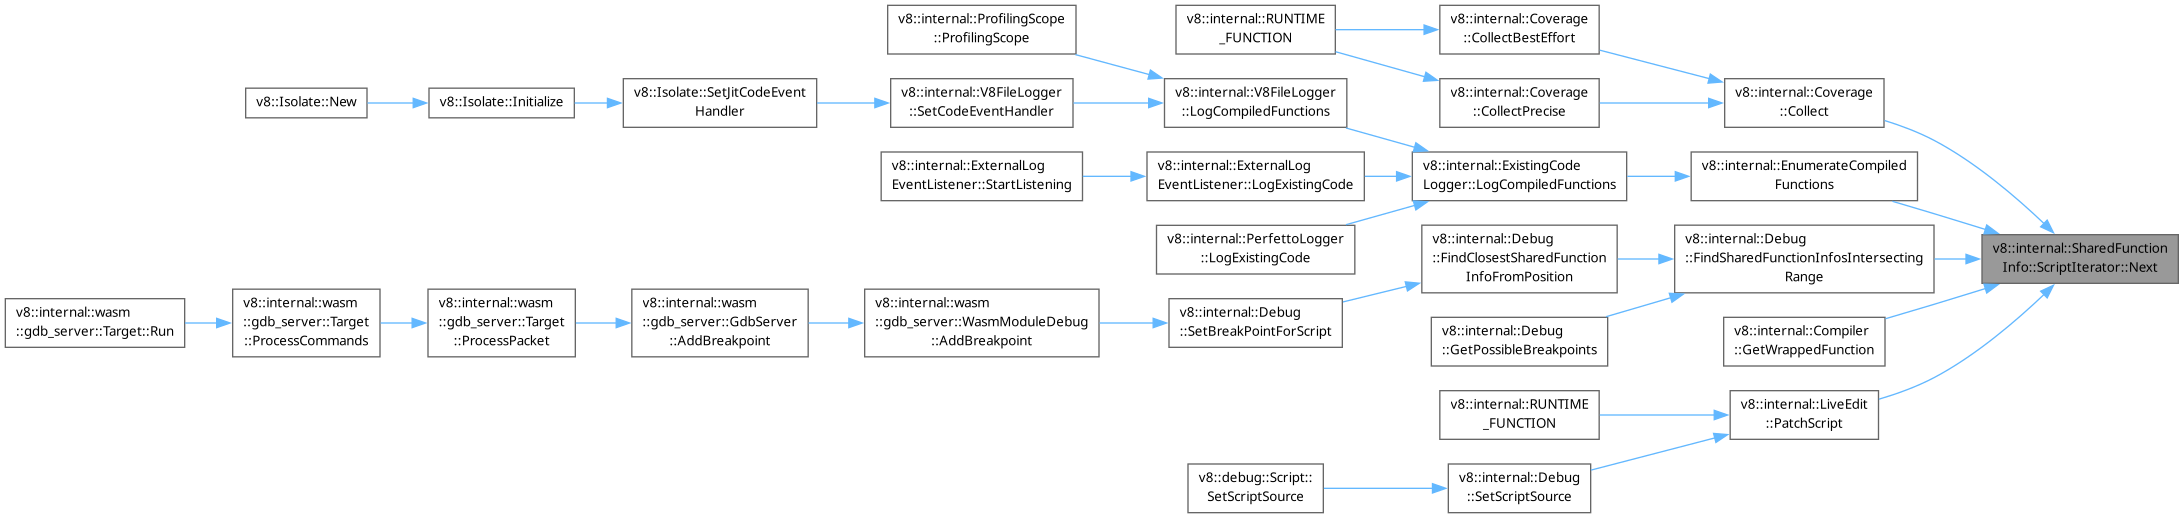 v8::internal::ProfilingScope
::ProfilingScope
v8::internal::RUNTIME
_FUNCTION
v8::internal::Coverage
::CollectBestEffort
v8::Isolate::New
v8::Isolate::Initialize
v8::Isolate::SetJitCodeEvent
Handler
v8::internal::V8FileLogger
::SetCodeEventHandler
v8::internal::V8FileLogger
::LogCompiledFunctions
v8::internal::Coverage
::CollectPrecise
v8::internal::Coverage
::Collect
v8::internal::ExternalLog
EventListener::StartListening
v8::internal::ExternalLog
EventListener::LogExistingCode
v8::internal::ExistingCode
Logger::LogCompiledFunctions
v8::internal::EnumerateCompiled
Functions
v8::internal::PerfettoLogger
::LogExistingCode
v8::internal::Debug
::FindClosestSharedFunction
InfoFromPosition
v8::internal::Debug
::FindSharedFunctionInfosIntersecting
Range
v8::internal::SharedFunction
Info::ScriptIterator::Next
v8::internal::wasm
::gdb_server::Target::Run
v8::internal::wasm
::gdb_server::Target
::ProcessCommands
v8::internal::wasm
::gdb_server::Target
::ProcessPacket
v8::internal::wasm
::gdb_server::GdbServer
::AddBreakpoint
v8::internal::wasm
::gdb_server::WasmModuleDebug
::AddBreakpoint
v8::internal::Debug
::SetBreakPointForScript
v8::internal::Debug
::GetPossibleBreakpoints
v8::internal::Compiler
::GetWrappedFunction
v8::internal::RUNTIME
_FUNCTION
v8::internal::LiveEdit
::PatchScript
v8::debug::Script::
SetScriptSource
v8::internal::Debug
::SetScriptSource